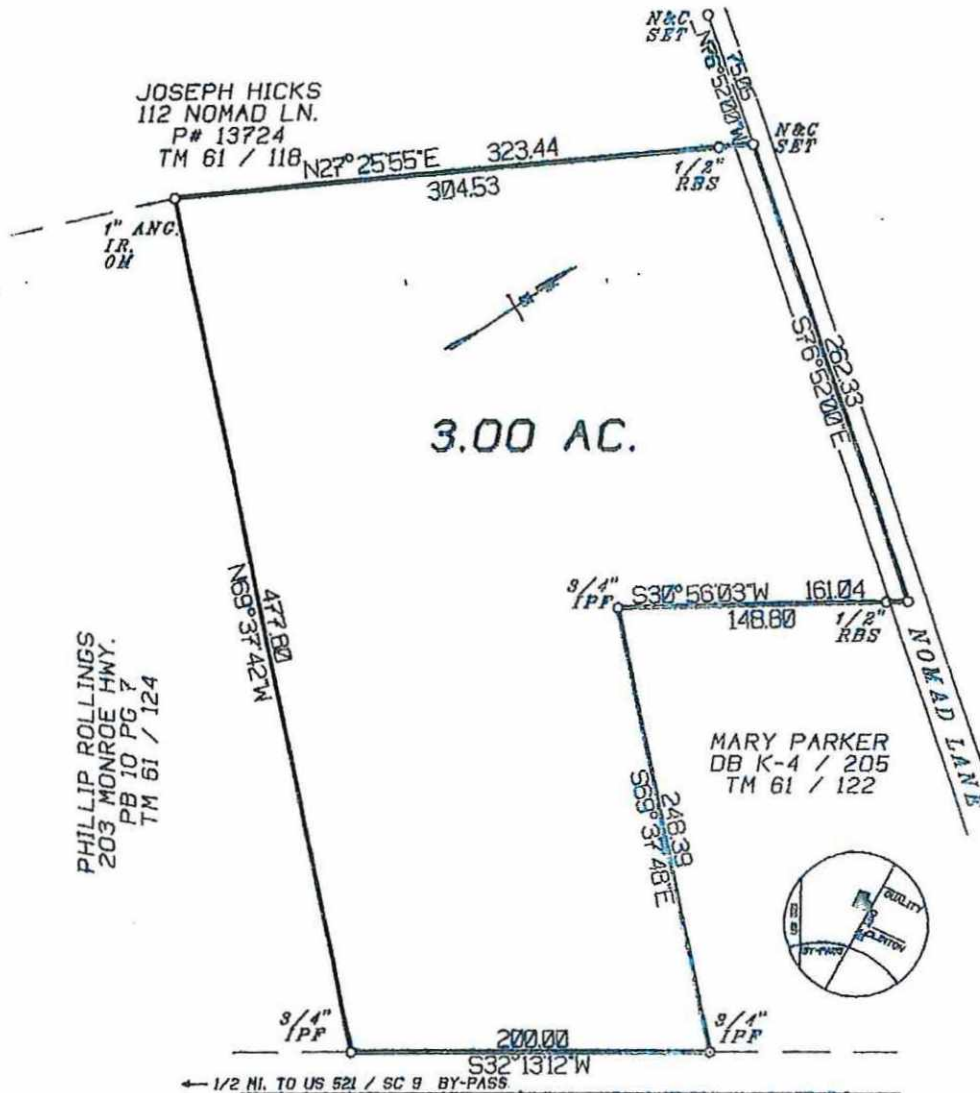 N&C
SET
N76°52'00"W
75.05
JOSEPH HICKS
112 NOMAD LN.
P# 13724
TM 61 / 118
N27°25'55"E
323.44
304.53
1/2"
RBS
N&C
SET
1" ANG.
IR.
OM
3.00 AC.
S76°52'00"E
262.33
N69°37'42"W
477.80
PHILLIP ROLLINGS
203 MONROE HWY.
PB 10 PG 7
TM 61 / 124
3/4"
IPF
S30°56'03"W
161.04
148.80
1/2"
RBS
NOMAD LANE
MARY PARKER
DB K-4 / 205
TM 61 / 122
S69°37'48"E
248.39
QUALITY
BY-PASS
3/4"
IPF
200.00
S32°13'12"W
3/4"
IPF
← 1/2 MI. TO US 521 / SC 9 BY-PASS